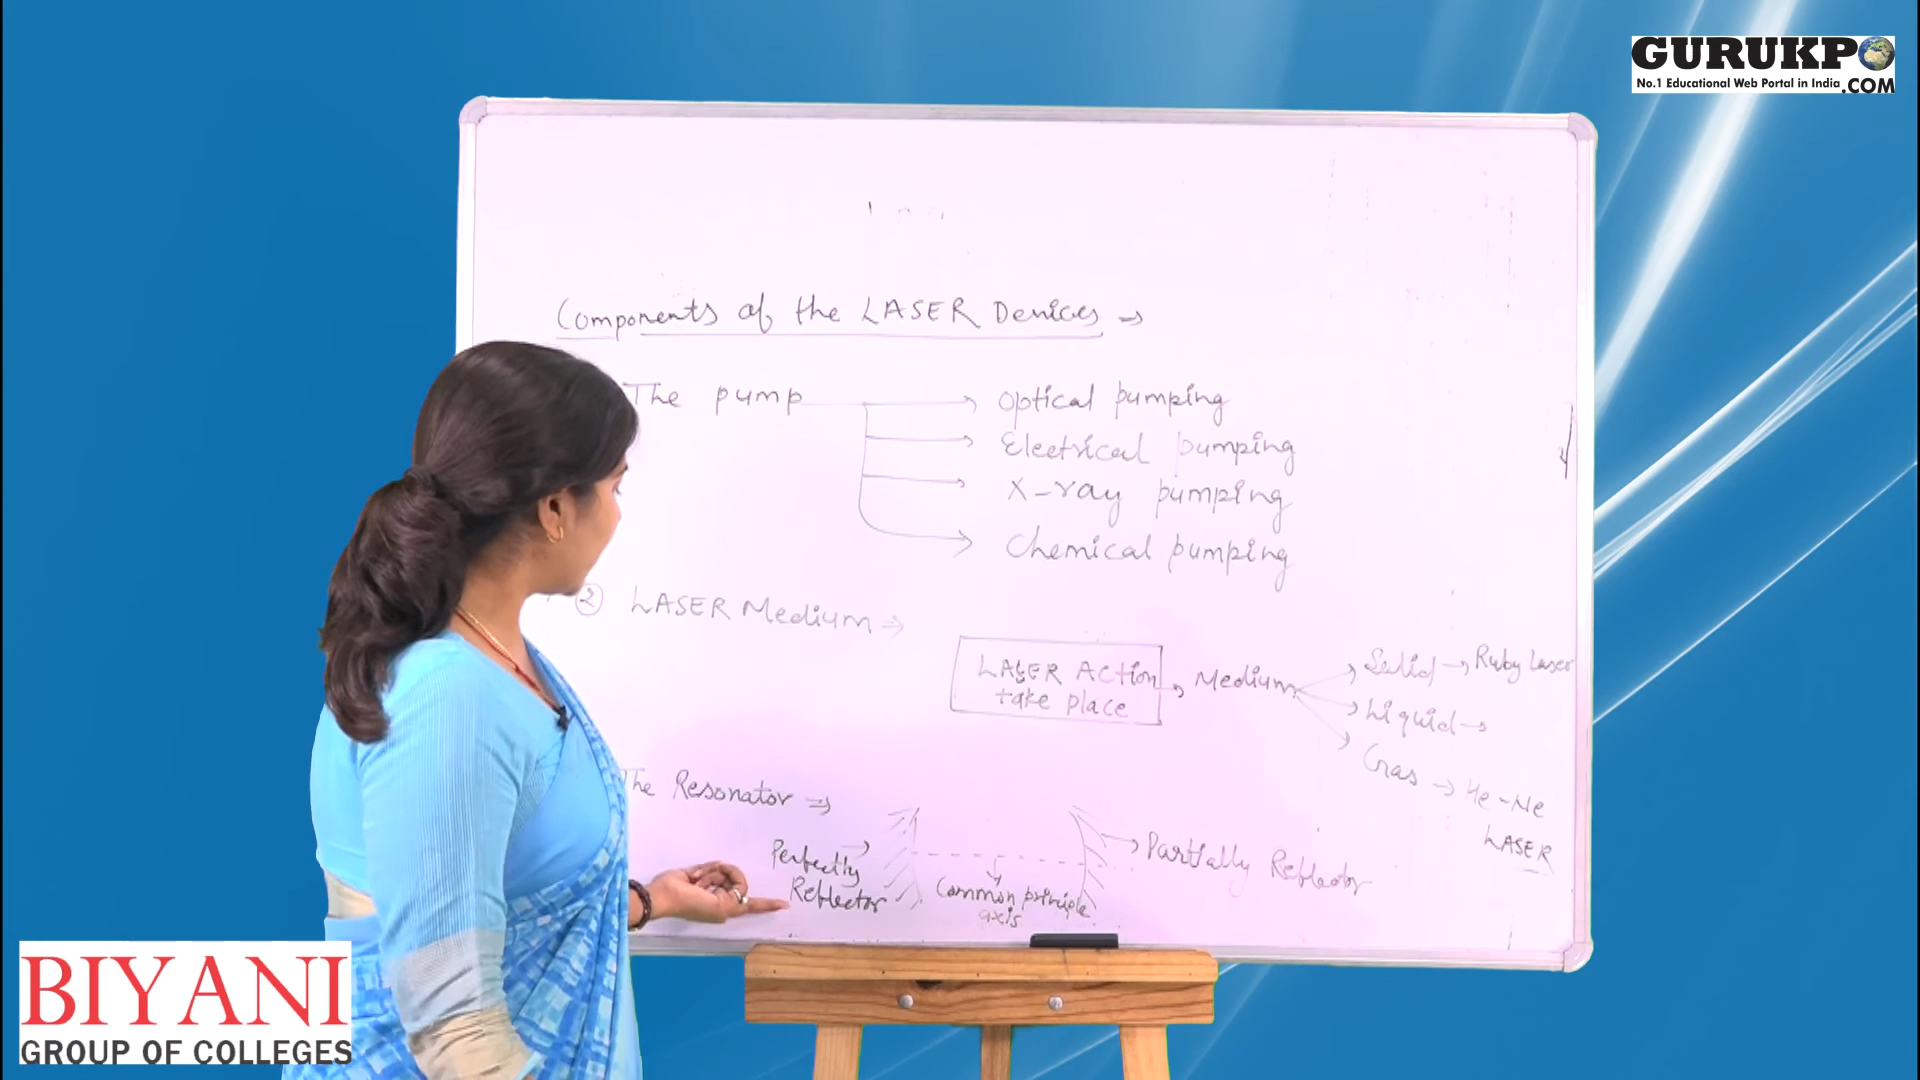 GURUKPO
No.1 Educational Web Portal in India .COM
Components of the LASER Devices →
The pump
→ Optical pumping
→ Electrical pumping
→ X-ray pumping
→ Chemical pumping
② LASER Medium →
LASER Action
take place
→ Medium
→ Solid → Ruby Laser
→ Liquid →
→ Gas → He-Ne
LASER
The Resonator ⇒
Perfectly →
Reflector
Common principle
axis
→ Partially Reflector
BIYANI
GROUP OF COLLEGES